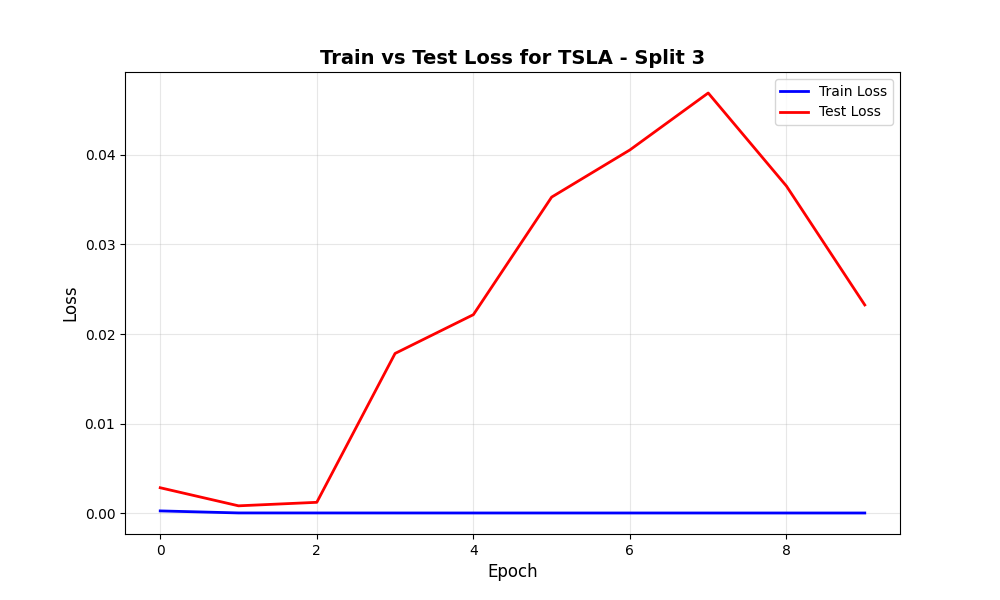 Train vs Test Loss for TSLA - Split 3
Train Loss
Test Loss
0.04
0.03
0.02
0.01
0.00
Loss
0 2 4 6 8
Epoch